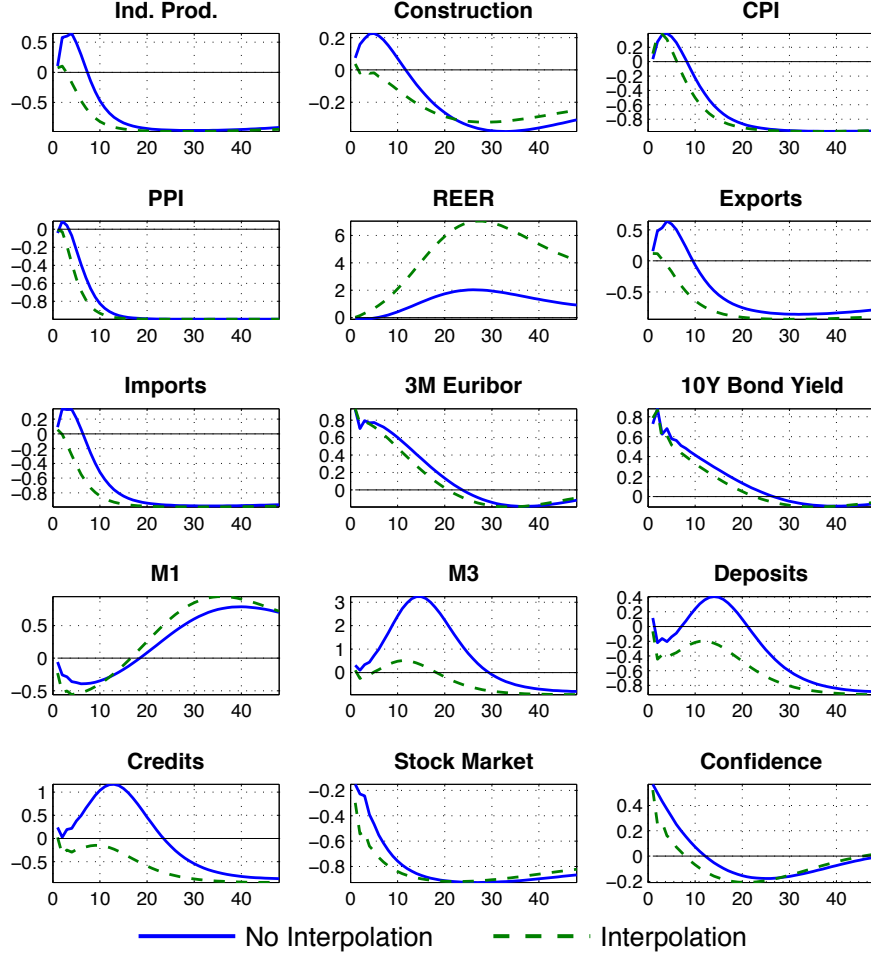 Ind. Prod. Construction CPI
0.5 0 −0.5
0.2 0 −0.2
0.2 0 −0.2 −0.4 −0.6 −0.8
0 10 20 30 40 0 10 20 30 40 0 10 20 30 40
PPI REER Exports
0 −0.2 −0.4 −0.6 −0.8
6 4 2 0
0.5 0 −0.5
0 10 20 30 40 0 10 20 30 40 0 10 20 30 40
Imports 3M Euribor 10Y Bond Yield
0.2 0 −0.2 −0.4 −0.6 −0.8
0.8 0.6 0.4 0.2 0
0.8 0.6 0.4 0.2 0
0 10 20 30 40 0 10 20 30 40 0 10 20 30 40
M1 M3 Deposits
0.5 0 −0.5
3 2 1 0
0.4 0.2 0 −0.2 −0.4 −0.6 −0.8
0 10 20 30 40 0 10 20 30 40 0 10 20 30 40
Credits Stock Market Confidence
1 0.5 0 −0.5
−0.2 −0.4 −0.6 −0.8
0.4 0.2 0 −0.2
0 10 20 30 40 0 10 20 30 40 0 10 20 30 40
No Interpolation Interpolation